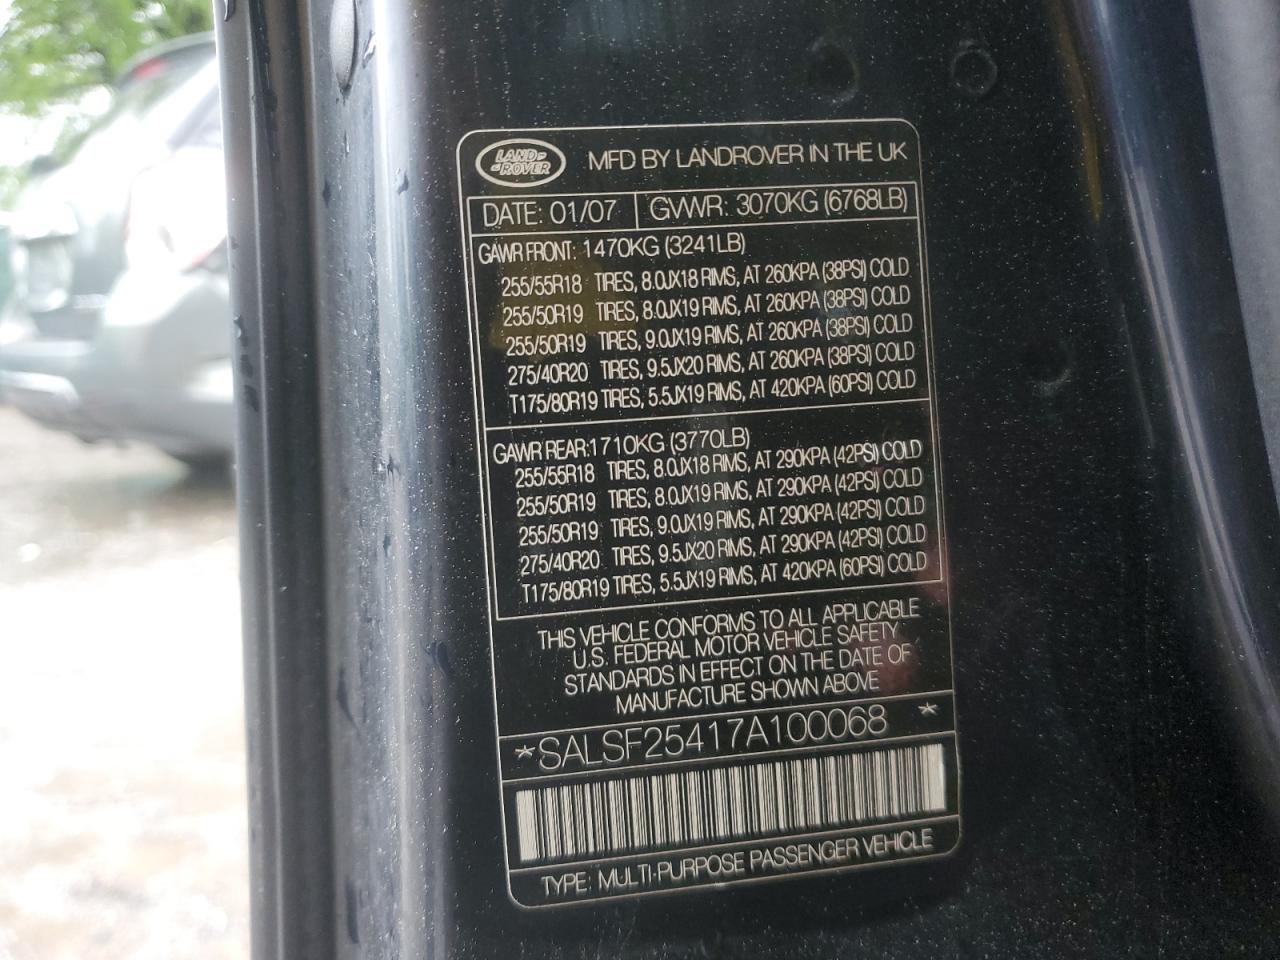 LAND ROVER MFD BY LANDROVER IN THE UK
DATE: 01/07 GVWR: 3070KG (6768LB)
GAWR FRONT: 1470KG (3241LB)
255/55R18 TIRES, 8.0JX18 RIMS, AT 260KPA (38PSI) COLD
255/50R19 TIRES, 8.0JX19 RIMS, AT 260KPA (38PSI) COLD
255/50R19 TIRES, 9.0JX19 RIMS, AT 260KPA (38PSI) COLD
275/40R20 TIRES, 9.5JX20 RIMS, AT 260KPA (38PSI) COLD
T175/80R19 TIRES, 5.5JX19 RIMS, AT 420KPA (60PSI) COLD
GAWR REAR: 1710KG (3770LB)
255/55R18 TIRES, 8.0JX18 RIMS, AT 290KPA (42PSI) COLD
255/50R19 TIRES, 8.0JX19 RIMS, AT 290KPA (42PSI) COLD
255/50R19 TIRES, 9.0JX19 RIMS, AT 290KPA (42PSI) COLD
275/40R20 TIRES, 9.5JX20 RIMS, AT 290KPA (42PSI) COLD
T175/80R19 TIRES, 5.5JX19 RIMS, AT 420KPA (60PSI) COLD
THIS VEHICLE CONFORMS TO ALL APPLICABLE
U.S. FEDERAL MOTOR VEHICLE SAFETY
STANDARDS IN EFFECT ON THE DATE OF
MANUFACTURE SHOWN ABOVE
*SALSF25417A100068 *
TYPE: MULTI-PURPOSE PASSENGER VEHICLE